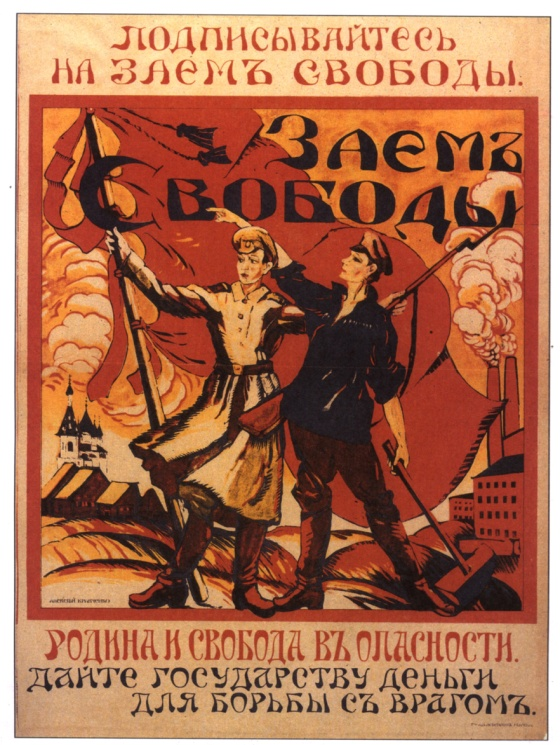 ПОДПИСЫВАЙТЕСЬ
НА ЗАЕМЪ СВОБОДЫ.
ЗАЕМЪ
СВОБОДЫ
РОДИНА И СВОБОДА ВЪ ОПАСНОСТИ.
ДАЙТЕ ГОСУДАРСТВУ ДЕНЬГИ
ДЛЯ БОРЬБЫ СЪ ВРАГОМЪ.